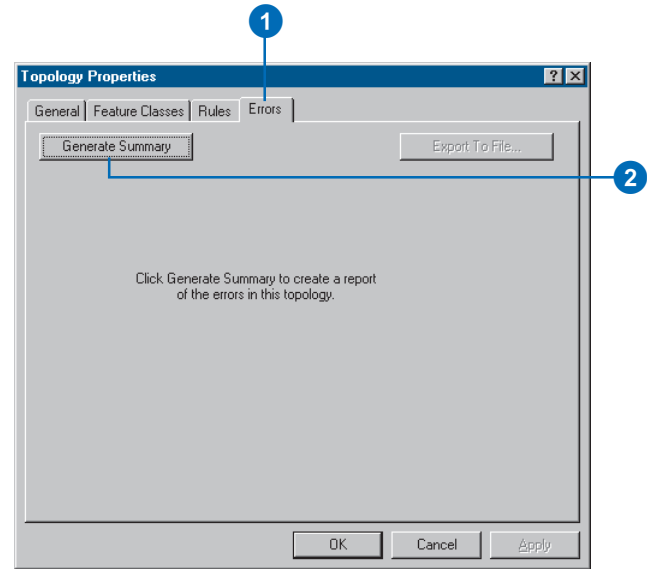 1
Topology Properties
General Feature Classes Rules Errors
Generate Summary Export To File...
2
Click Generate Summary to create a report
of the errors in this topology.
OK Cancel Apply